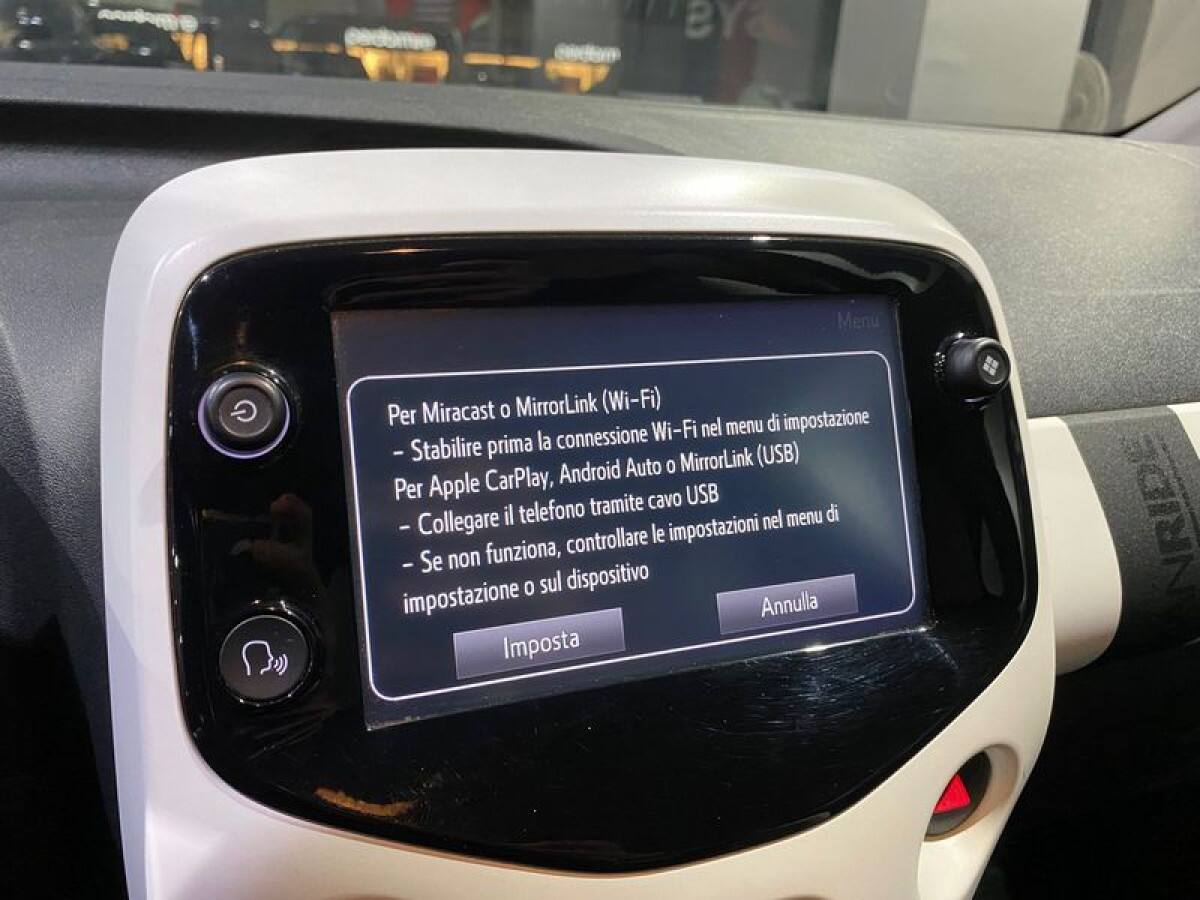 Menu
Per Miracast o MirrorLink (Wi-Fi)
- Stabilire prima la connessione Wi-Fi nel menu di impostazione
Per Apple CarPlay, Android Auto o MirrorLink (USB)
- Collegare il telefono tramite cavo USB
- Se non funziona, controllare le impostazioni nel menu di
impostazione o sul dispositivo
Imposta
Annulla